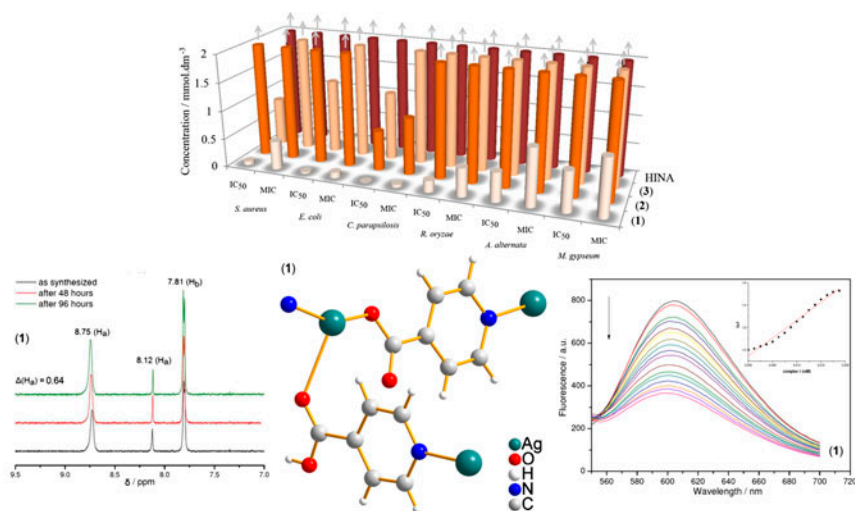 Concentration / mmol.dm⁻³
2
1.5
1
0.5
0
IC₅₀ MIC IC₅₀ MIC IC₅₀ MIC IC₅₀ MIC IC₅₀ MIC IC₅₀ MIC
S. aureus E. coli C. parapsilosis R. oryzae A. alternata M. gypseum
HINA
(3)
(2)
(1)
as synthesized
after 48 hours
after 96 hours
(1)
7.81 (Hb)
8.75 (Ha)
8.12 (Ha)
Δ(Ha) = 0.64
9.5 9.0 8.5 8.0 7.5 7.0
δ / ppm
(1)
Ag
O
H
N
C
Fluorescence / a.u.
800
600
400
200
0
560 580 600 620 640 660 680 700 720
Wavelength / nm
(1)